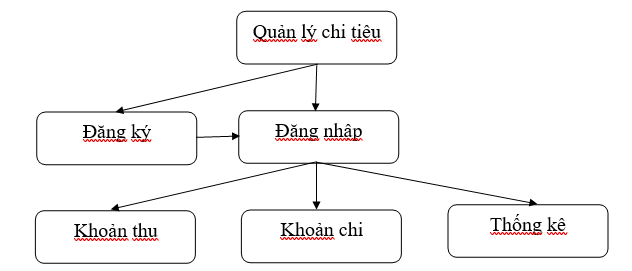 Quản lý chi tiêu
Đăng ký
Đăng nhập
Khoản thu
Khoản chi
Thống kê